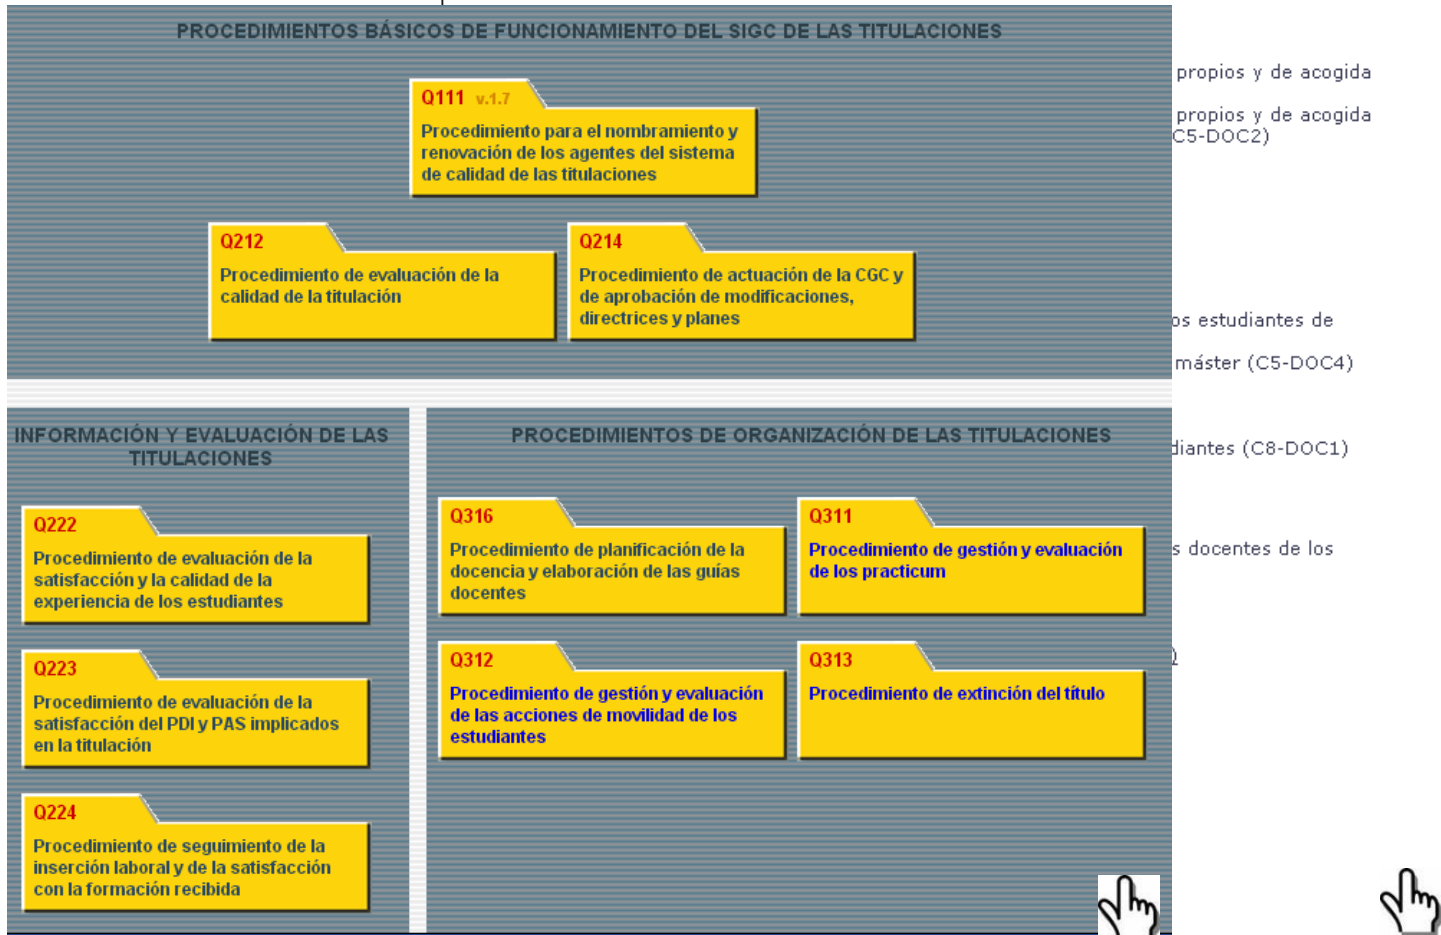 PROCEDIMIENTOS BÁSICOS DE FUNCIONAMIENTO DEL SIGC DE LAS TITULACIONES
Q111 v.1.7
Procedimiento para el nombramiento y
renovación de los agentes del sistema
de calidad de las titulaciones
Q212
Procedimiento de evaluación de la
calidad de la titulación
Q214
Procedimiento de actuación de la CGC y
de aprobación de modificaciones,
directrices y planes
INFORMACIÓN Y EVALUACIÓN DE LAS
TITULACIONES
Q222
Procedimiento de evaluación de la
satisfacción y la calidad de la
experiencia de los estudiantes
Q223
Procedimiento de evaluación de la
satisfacción del PDI y PAS implicados
en la titulación
Q224
Procedimiento de seguimiento de la
inserción laboral y de la satisfacción
con la formación recibida
PROCEDIMIENTOS DE ORGANIZACIÓN DE LAS TITULACIONES
Q316
Procedimiento de planificación de la
docencia y elaboración de las guías
docentes
Q311
Procedimiento de gestión y evaluación
de los practicum
Q312
Procedimiento de gestión y evaluación
de las acciones de movilidad de los
estudiantes
Q313
Procedimiento de extinción del título
propios y de acogida
propios y de acogida
C5-DOC2)
os estudiantes de
máster (C5-DOC4)
diantes (C8-DOC1)
s docentes de los